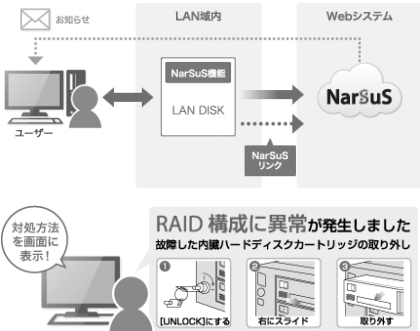 お知らせ
LAN域内
Webシステム
NarSuS機能
LAN DISK
NarSuS
ユーザー
NarSuS
リンク
対処方法
を画面に
表示！
RAID 構成に異常が発生しました
故障した内臓ハードディスクカートリッジの取り外し
1
[UNLOCK]にする
2
右にスライド
3
取り外す